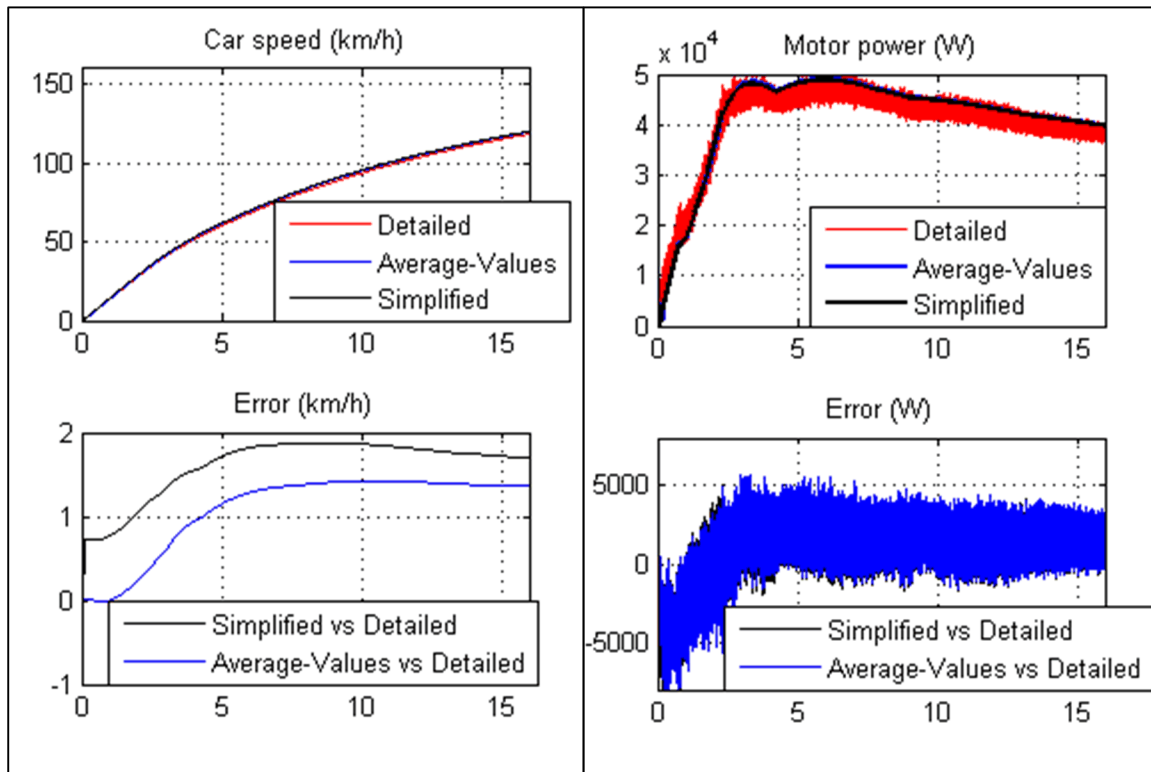 Car speed (km/h)
150
100
50
0
0 5 10 15
Detailed
Average-Values
Simplified
Motor power (W)
x 10^4
5
4
3
2
1
0
0 5 10 15
Detailed
Average-Values
Simplified
Error (km/h)
2
1
0
-1
0 5 10 15
Simplified vs Detailed
Average-Values vs Detailed
Error (W)
5000
0
-5000
0 5 10 15
Simplified vs Detailed
Average-Values vs Detailed